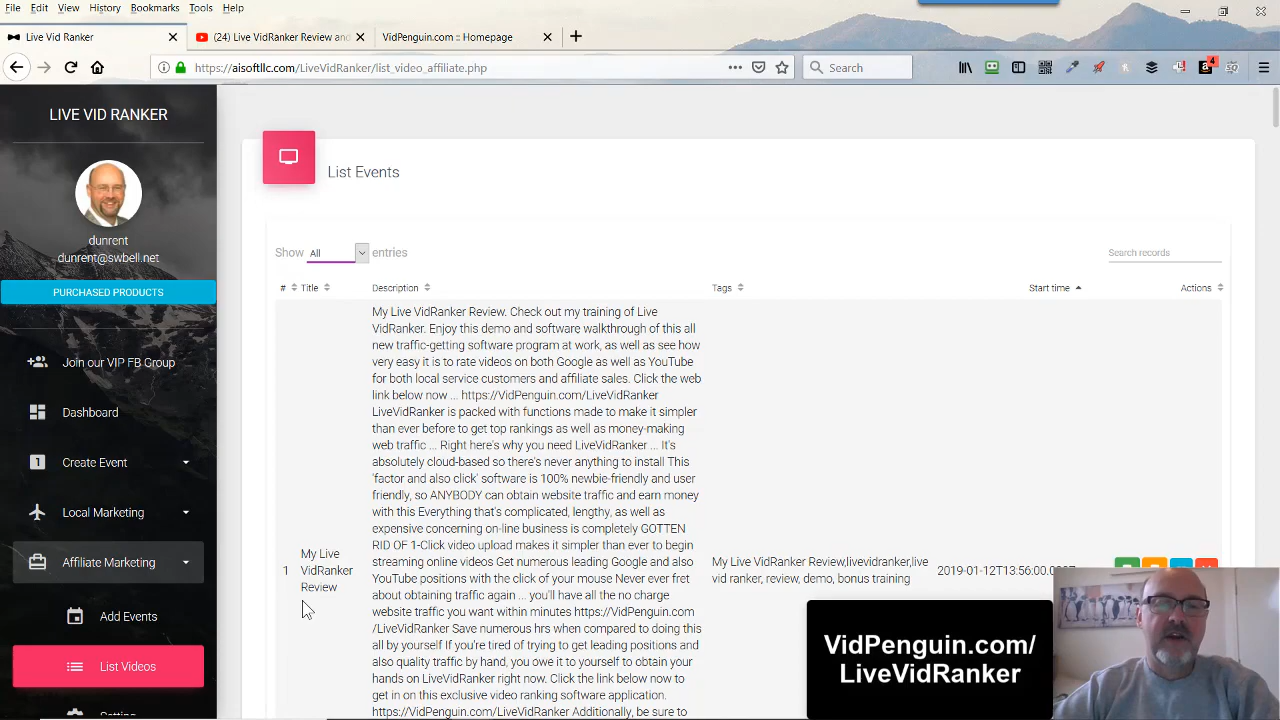 File Edit View History Bookmarks Tools Help
Live Vid Ranker
(24) Live VidRanker Review and
VidPenguin.com :: Homepage
https://aisoftllc.com/LiveVidRanker/list_video_affiliate.php
Search
4
LIVE VID RANKER
dunrent
dunrent@swbell.net
PURCHASED PRODUCTS
Join our VIP FB Group
Dashboard
Create Event
Local Marketing
Affiliate Marketing
Add Events
List Videos
List Events
Show All entries
Search records
# Title Description Tags Start time Actions
My Live VidRanker Review. Check out my training of Live
VidRanker. Enjoy this demo and software walkthrough of this all
new traffic-getting software program at work, as well as see how
very easy it is to rate videos on both Google as well as YouTube
for both local service customers and affiliate sales. Click the web
link below now ... https://VidPenguin.com/LiveVidRanker
LiveVidRanker is packed with functions made to make it simpler
than ever before to get top rankings as well as money-making
web traffic ... Right here's why you need LiveVidRanker ... It's
absolutely cloud-based so there's never anything to install This
'factor and also click' software is 100% newbie-friendly and user
friendly, so ANYBODY can obtain website traffic and earn money
with this Everything that's complicated, lengthy, as well as
expensive concerning on-line business is completely GOTTEN
RID OF 1-Click video upload makes it simpler than ever to begin
streaming online videos Get numerous leading Google and also
YouTube positions with the click of your mouse Never ever fret
about obtaining traffic again ... you'll have all the no charge
website traffic you want within minutes https://VidPenguin.com
/LiveVidRanker Save numerous hrs when compared to doing this
all by yourself If you're tired of trying to get leading positions and
also quality traffic by hand you owe it to yourself to obtain your
hands on LiveVidRanker right now. Click the link below now to
get in on this exclusive video ranking software application.
https://VidPenguin.com/LiveVidRanker Additionally, be sure to
1
My Live
VidRanker
Review
My Live VidRanker Review,livevidranker,live
vid ranker, review, demo, bonus training
2019-01-12T13:56:00.000Z
VidPenguin.com/
LiveVidRanker